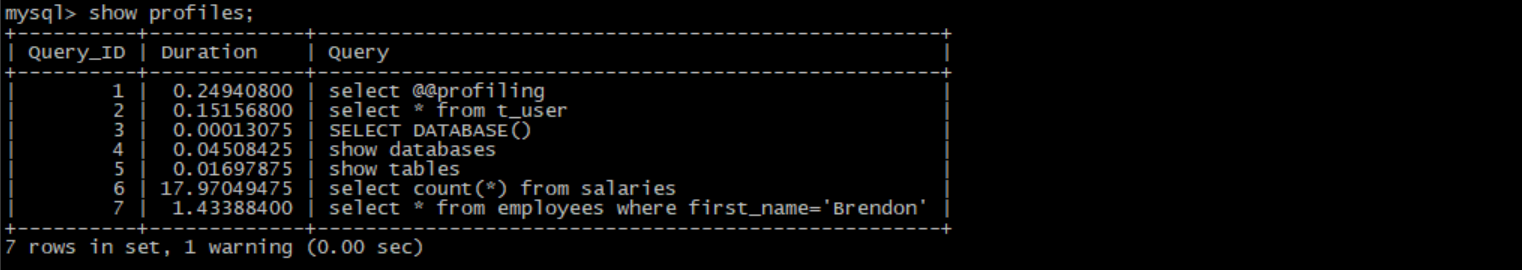 mysql> show profiles;
+----------+-------------+------------------------------------------------------+
| Query_ID | Duration    | Query                                                |
+----------+-------------+------------------------------------------------------+
|        1 |  0.24940800 | select @@profiling                                   |
|        2 |  0.15156800 | select * from t_user                                 |
|        3 |  0.00013075 | SELECT DATABASE()                                    |
|        4 |  0.04508425 | show databases                                       |
|        5 |  0.01697875 | show tables                                          |
|        6 | 17.97049475 | select count(*) from salaries                        |
|        7 |  1.43388400 | select * from employees where first_name='Brendon' |
+----------+-------------+------------------------------------------------------+
7 rows in set, 1 warning (0.00 sec)